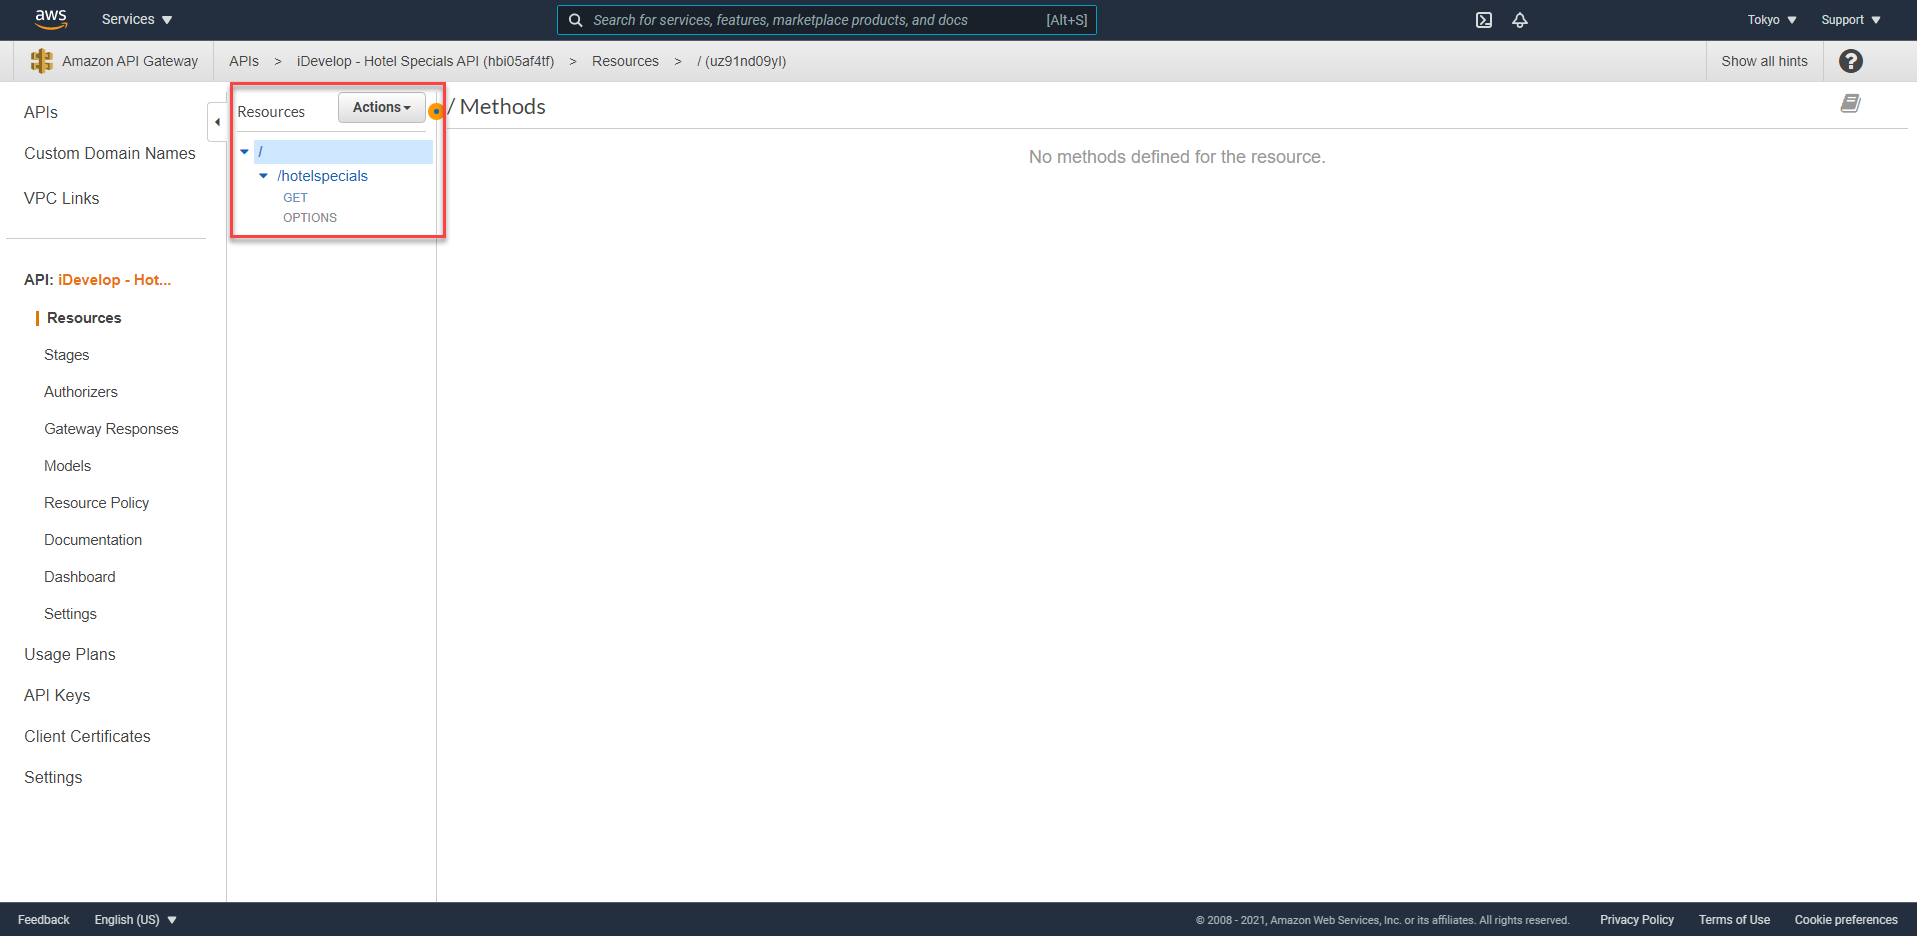 aws Services Search for services, features, marketplace products, and docs [Alt+S] Tokyo Support
Amazon API Gateway APIs > iDevelop - Hotel Specials API (hbi05af4tf) > Resources > / (uz91nd09yl) Show all hints ?
APIs
Custom Domain Names
VPC Links
API: iDevelop - Hot...
Resources
Stages
Authorizers
Gateway Responses
Models
Resource Policy
Documentation
Dashboard
Settings
Usage Plans
API Keys
Client Certificates
Settings
Resources Actions
/
/hotelspecials
GET
OPTIONS
/ Methods
No methods defined for the resource.
Feedback English (US) © 2008 - 2021, Amazon Web Services, Inc. or its affiliates. All rights reserved. Privacy Policy Terms of Use Cookie preferences